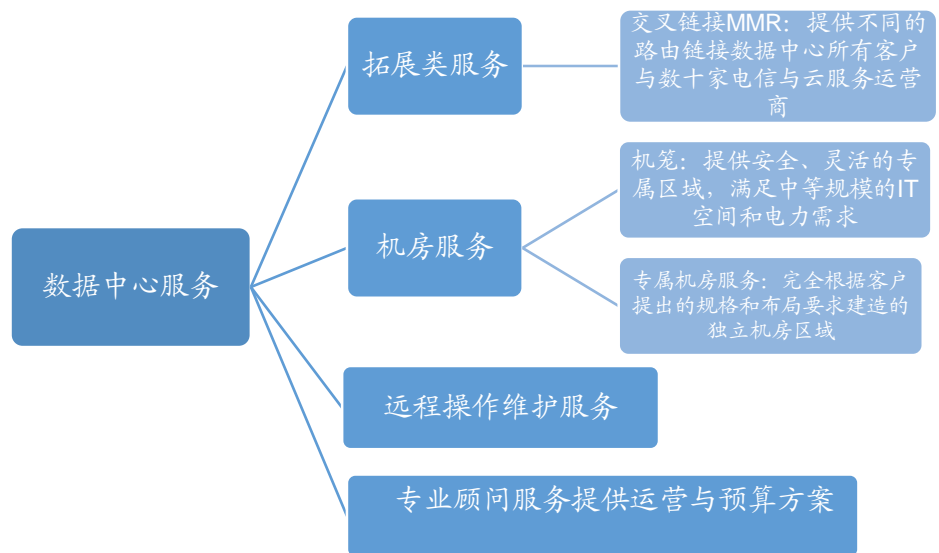 数据中心服务
拓展类服务
交叉链接MMR：提供不同的
路由链接数据中心所有客户
与数十家电信与云服务运营
商
机房服务
机笼：提供安全、灵活的专
属区域，满足中等规模的IT
空间和电力需求
专属机房服务：完全根据客户
提出的规格和布局要求建造的
独立机房区域
远程操作维护服务
专业顾问服务提供运营与预算方案